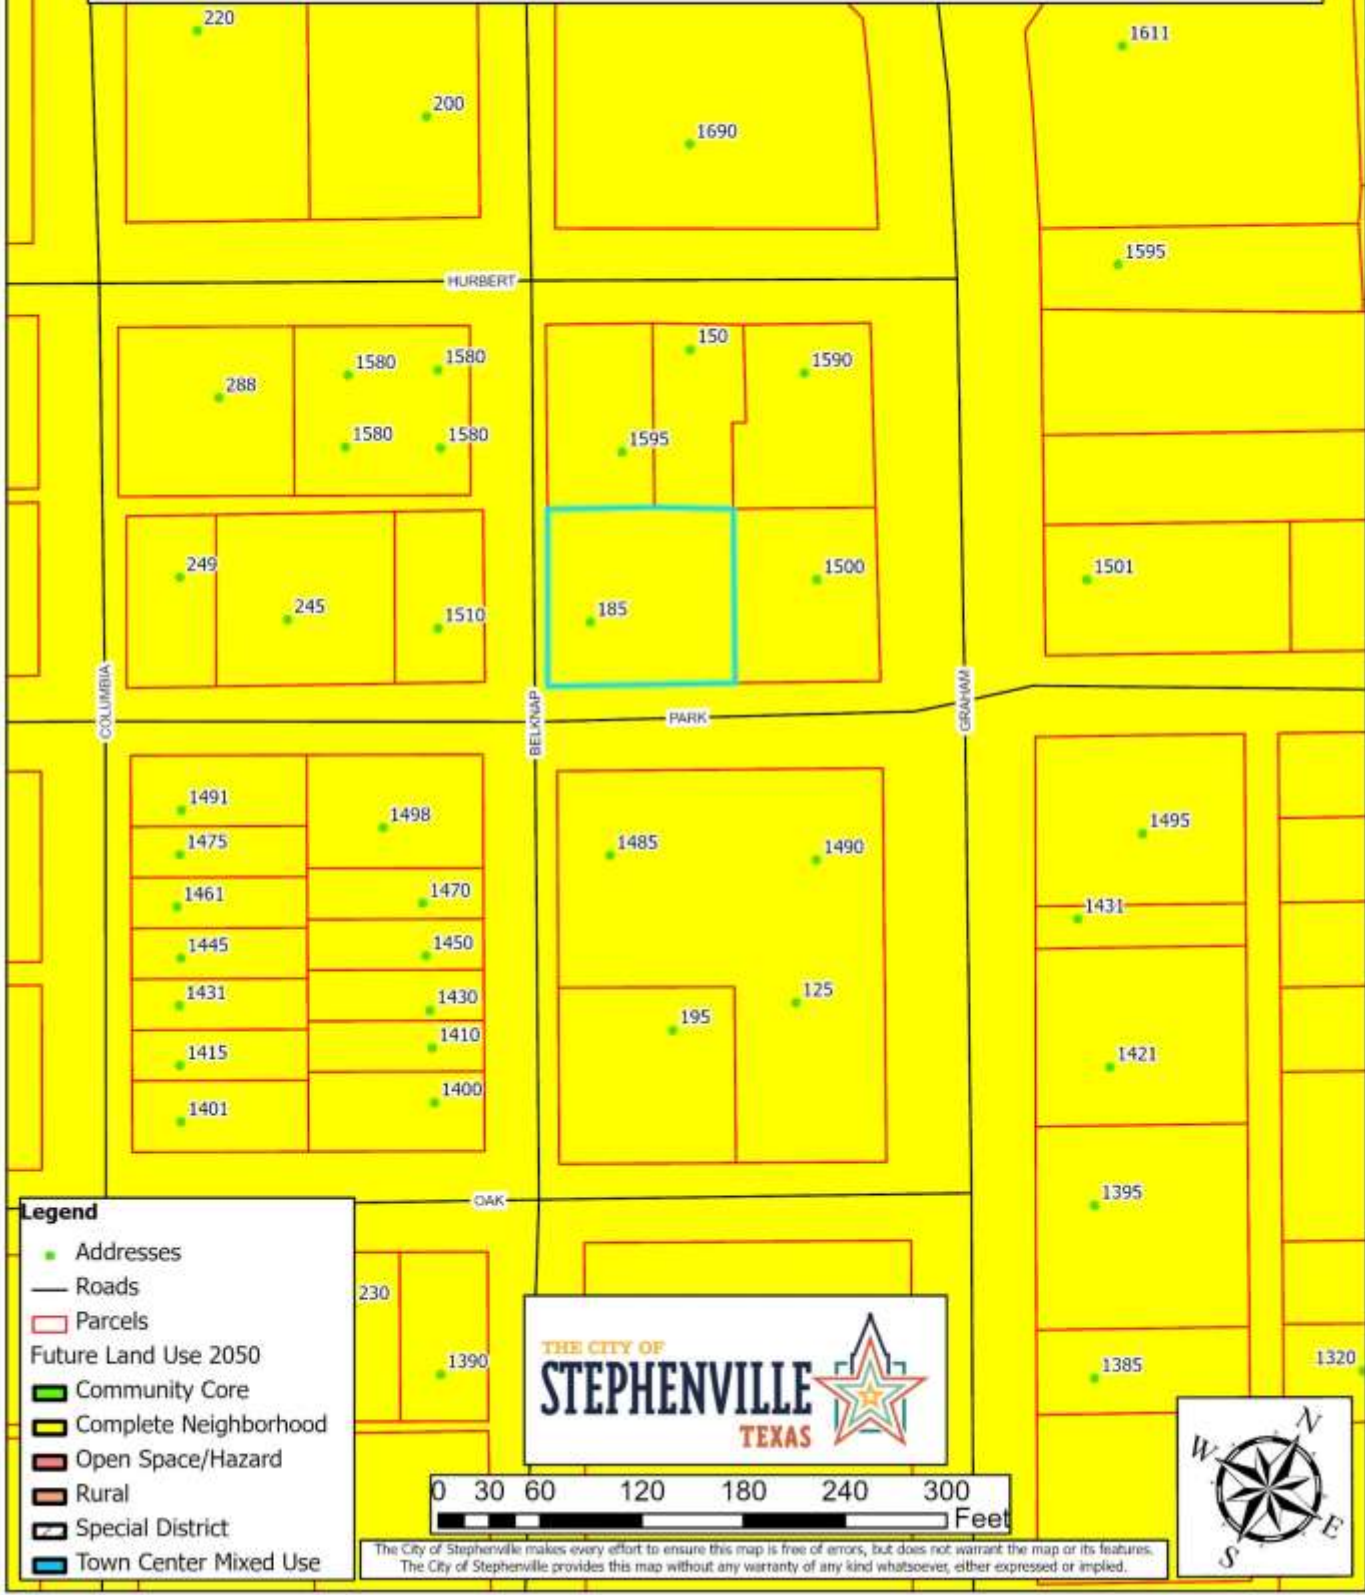 220
1611
200
1690
1595
HURBERT
150
1580
1580
1590
288
1580
1580
1595
249
245
1510
185
1500
1501
COLUMBIA
BELKNAP
PARK
GRAHAM
1491
1498
1475
1485
1490
1495
1461
1470
1431
1445
1450
1431
1430
195
125
1415
1410
1421
1401
1400
1395
OAK
Legend
Addresses
Roads
Parcels
Future Land Use 2050
Community Core
Complete Neighborhood
Open Space/Hazard
Rural
Special District
Town Center Mixed Use
230
1390
THE CITY OF
STEPHENVILLE
TEXAS
1385
1320
N
W
E
S
0 30 60 120 180 240 300
Feet
The City of Stephenville makes every effort to ensure this map is free of errors, but does not warrant the map or its features.
The City of Stephenville provides this map without any warranty of any kind whatsoever, either expressed or implied.